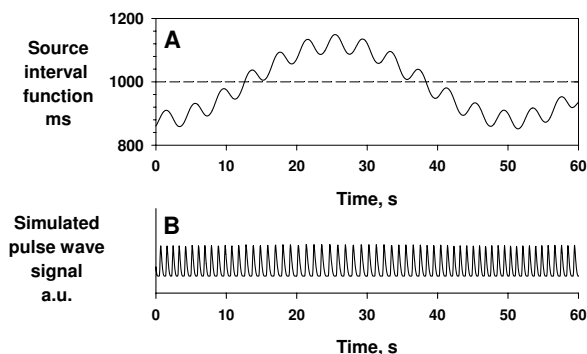 Source
interval
function
ms
A
1200
1000
800
0 10 20 30 40 50 60
Time, s
Simulated
pulse wave
signal
a.u.
B
0 10 20 30 40 50 60
Time, s